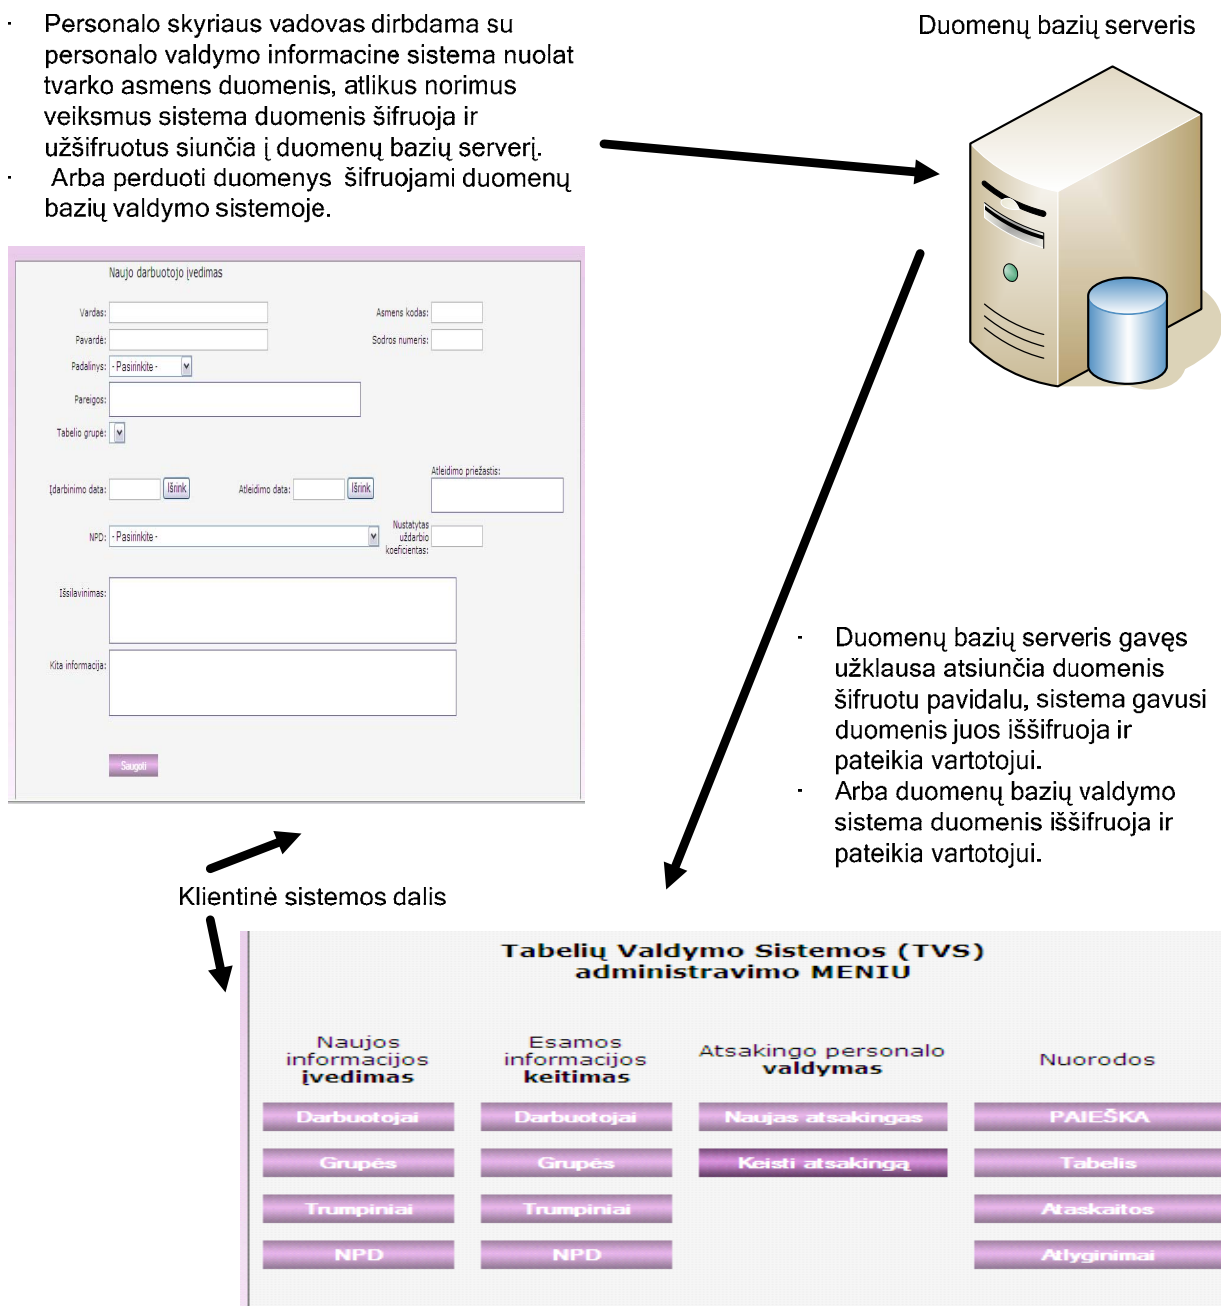 · Personalo skyriaus vadovas dirbdama su
personalo valdymo informacine sistema nuolat
tvarko asmens duomenis, atlikus norimus
veiksmus sistema duomenis šifruoja ir
užšifruotus siunčia į duomenų bazių serverį.
· Arba perduoti duomenys šifruojami duomenų
bazių valdymo sistemoje.
Duomenų bazių serveris
Naujo darbuotojo įvedimas
Vardas:
Asmens kodas:
Pavardė:
Sodros numeris:
Padalinys: - Pasirinkite -
Pareigos:
Tabelio grupė:
Atleidimo priežastis:
Įdarbinimo data: Išrink
Atleidimo data: Išrink
NPD: - Pasirinkite -
Nustatytas
uždarbio
koeficientas:
Išsilavinimas:
Kita informacija:
Saugoti
· Duomenų bazių serveris gavęs
užklausa atsiunčia duomenis
šifruotu pavidalu, sistema gavusi
duomenis juos iššifruoja ir
pateikia vartotojui.
· Arba duomenų bazių valdymo
sistema duomenis iššifruoja ir
pateikia vartotojui.
Klientinė sistemos dalis
Tabelių Valdymo Sistemos (TVS)
administravimo MENIU
Naujos
informacijos
įvedimas
Darbuotojai
Grupės
Trumpiniai
NPD
Esamos
informacijos
keitimas
Darbuotojai
Grupės
Trumpiniai
NPD
Atsakingo personalo
valdymas
Naujas atsakingas
Keisti atsakingą
Nuorodos
PAIEŠKA
Tabelis
Ataskaitos
Atlyginimai